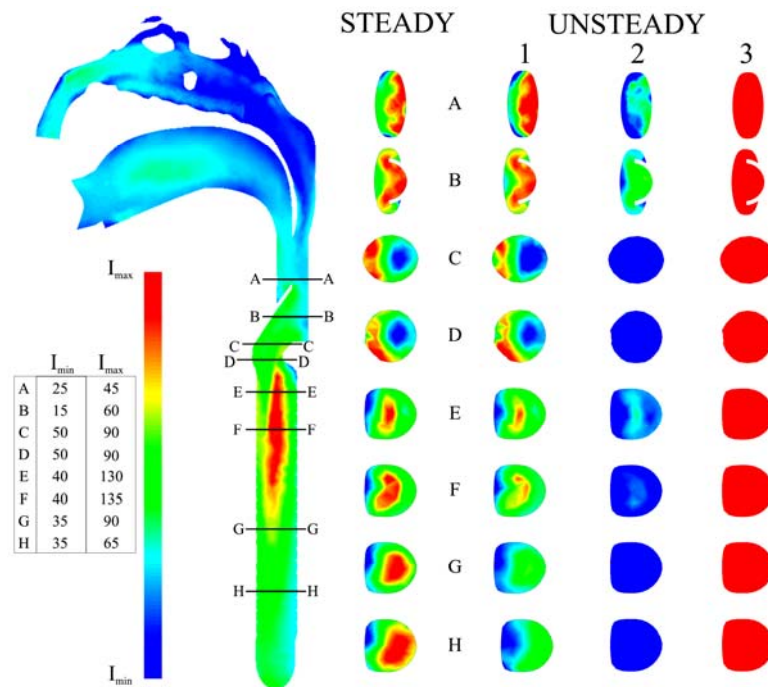 STEADY UNSTEADY
1 2 3
A
B
C
D
E
F
G
H
A A
B B
C C
D D
E E
F F
G G
H H
Imax
Imin
Imin Imax
A 25 45
B 15 60
C 50 90
D 50 90
E 40 130
F 40 135
G 35 90
H 35 65